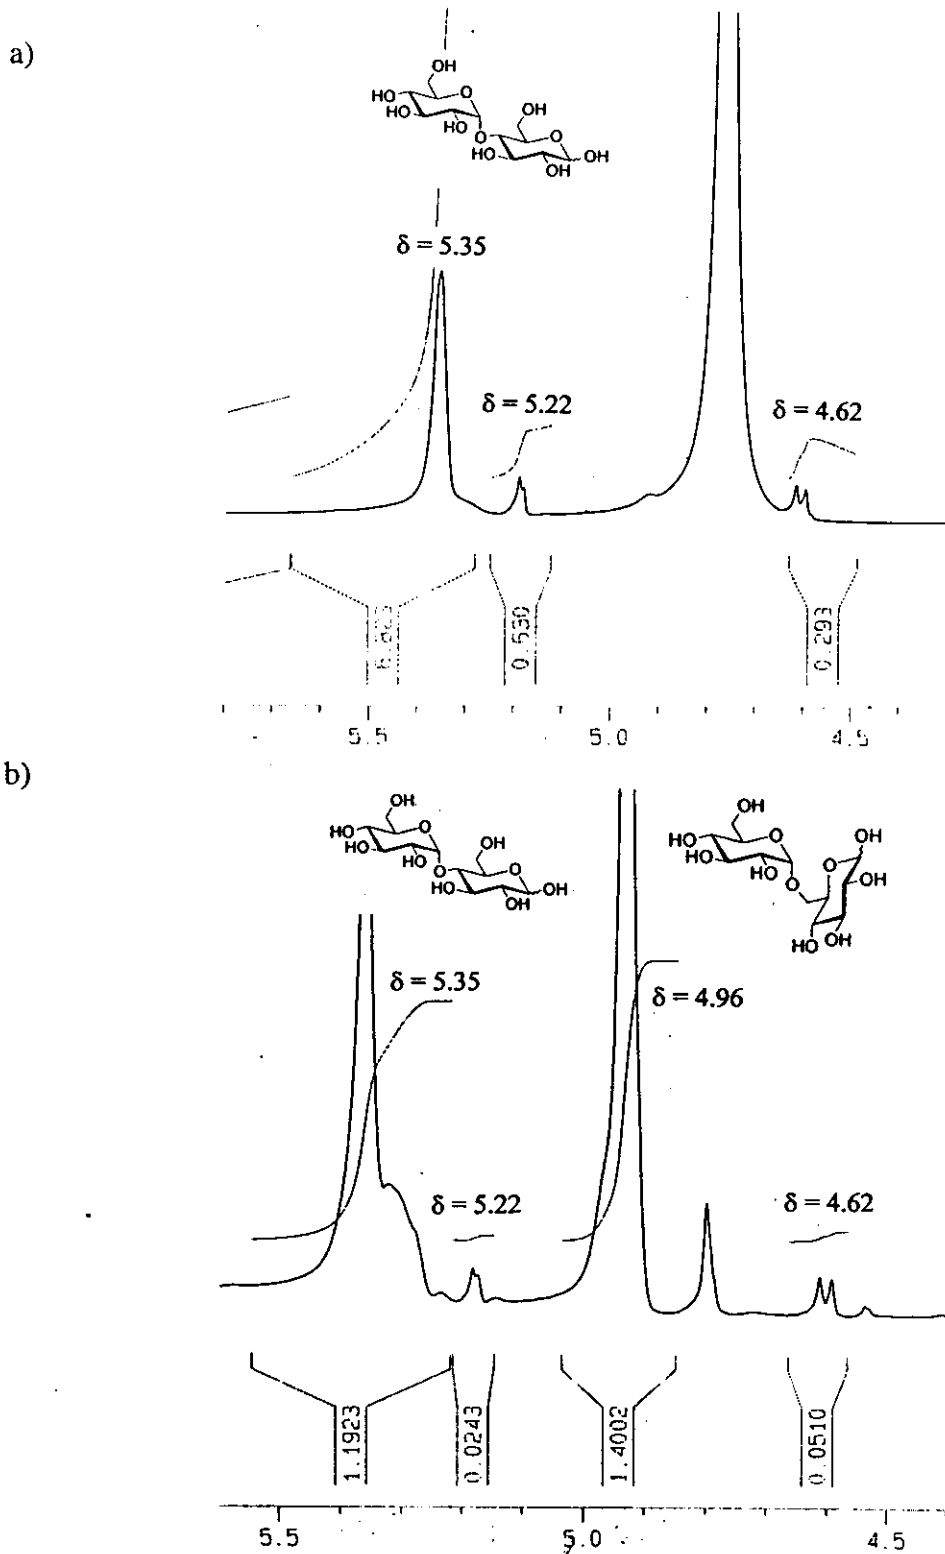 a)
OH
HO
O
HO
HO
OH
O
O
HO
OH
OH
δ = 5.35
δ = 5.22
δ = 4.62
0.530
0.293
5.5
5.0
4.5
b)
OH
HO
O
HO
HO
OH
O
O
HO
OH
OH
OH
HO
O
HO
HO
O
O
OH
OH
HO
OH
δ = 5.35
δ = 4.96
δ = 5.22
δ = 4.62
1.1923
0.0243
1.4002
0.0510
5.5
5.0
4.5